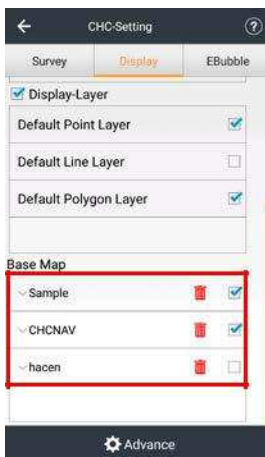 CHC-Setting
?
Survey Display EBubble
Display-Layer
Default Point Layer
Default Line Layer
Default Polygon Layer
Base Map
Sample
CHCNAV
hacen
Advance